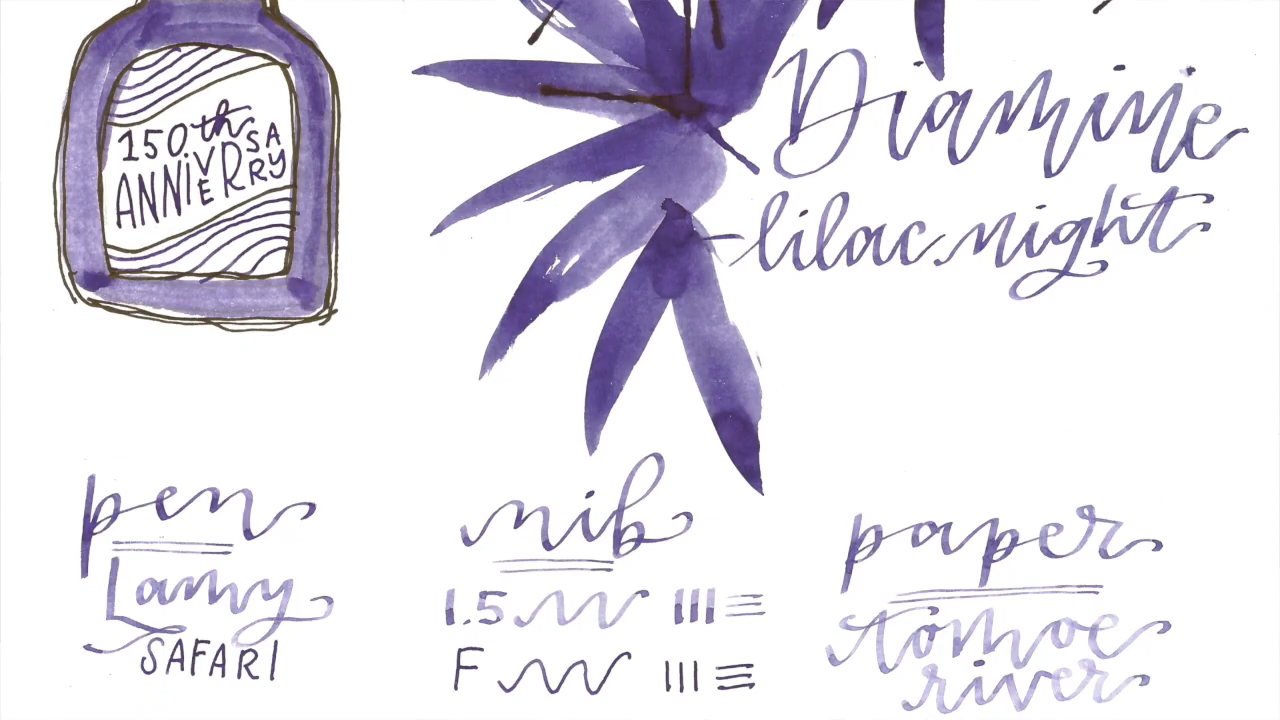 150th
ANNIVERSARY
Diamine
lilac night
pen
Lamy
SAFARI
nib
1.5
F
paper
tomoe
river